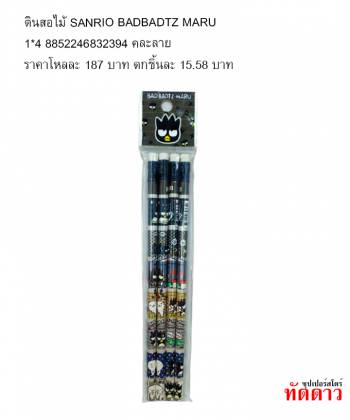 ดินสอไม้ SANRIO BADBADTZ MARU
1*4 8852246832394 คละลาย
ราคาโหลละ 187 บาท ตกชิ้นละ 15.58 บาท
BADBADTZ MARU
ซุปเปอร์สโตร์
ทัดดาว